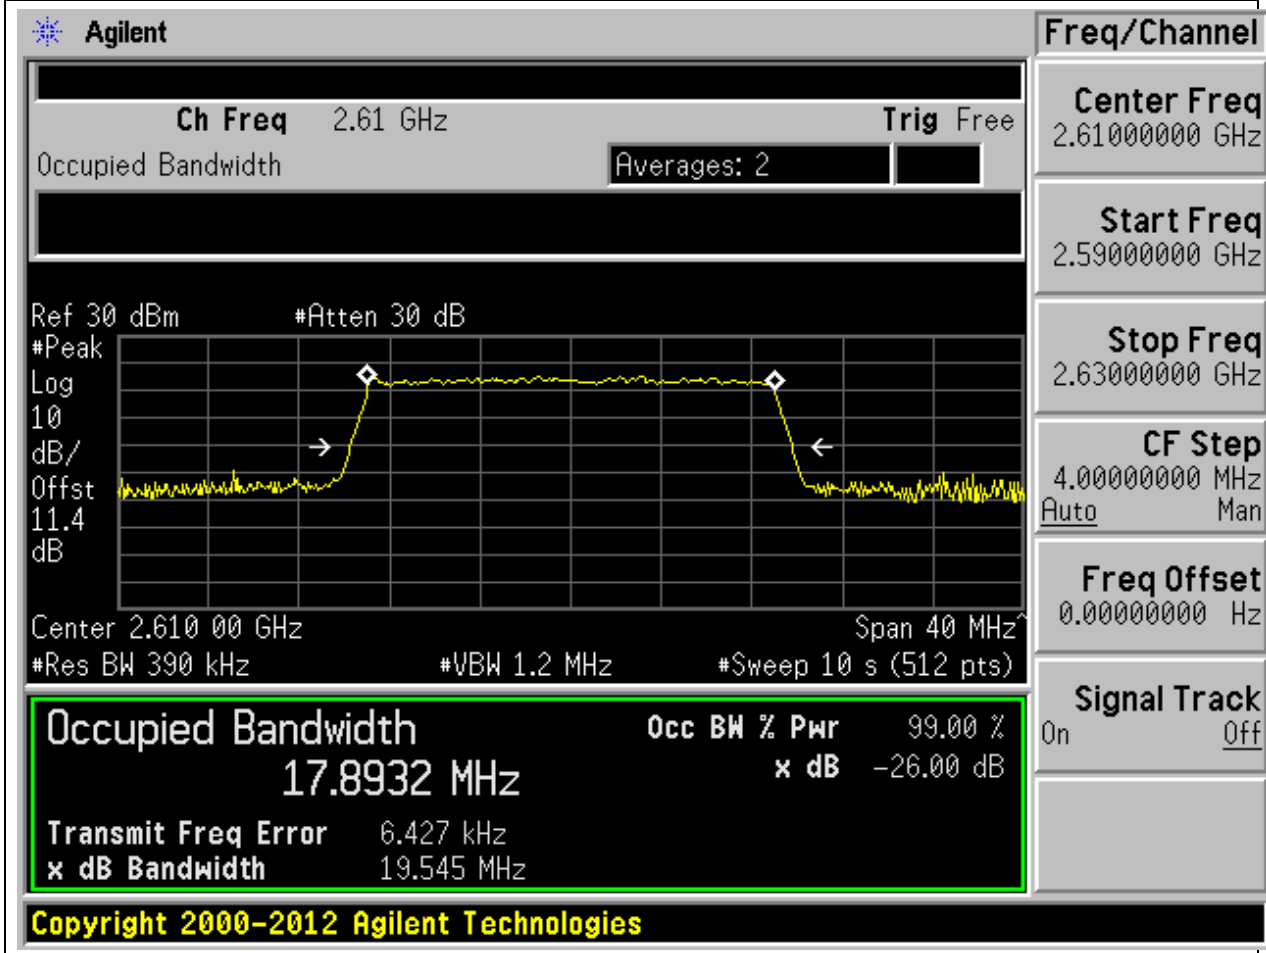 Agilent
Freq/Channel
Ch Freq 2.61 GHz Trig Free
Occupied Bandwidth Averages: 2
Center Freq
2.61000000 GHz
Start Freq
2.59000000 GHz
Stop Freq
2.63000000 GHz
CF Step
4.00000000 MHz
Auto Man
Freq Offset
0.00000000 Hz
Signal Track
On Off
Ref 30 dBm #Atten 30 dB
#Peak
Log
10
dB/
Offst
11.4
dB
Center 2.610 00 GHz Span 40 MHz^
#Res BW 390 kHz #VBW 1.2 MHz #Sweep 10 s (512 pts)
Occupied Bandwidth Occ BW % Pwr 99.00 %
17.8932 MHz x dB -26.00 dB
Transmit Freq Error 6.427 kHz
x dB Bandwidth 19.545 MHz
Copyright 2000-2012 Agilent Technologies